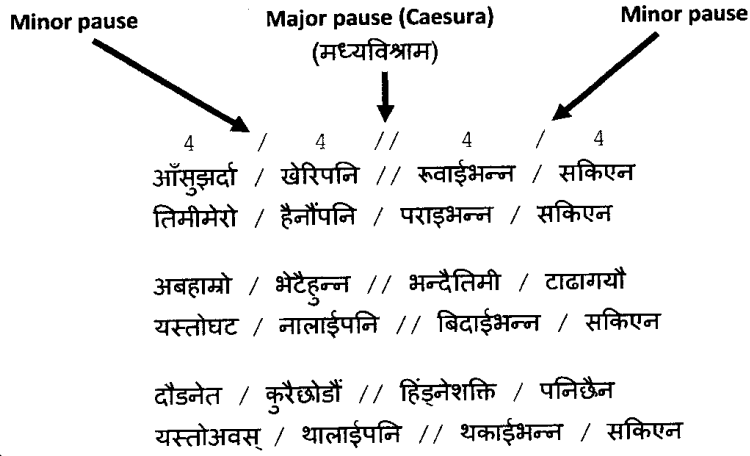 Minor pause Major pause (Caesura) Minor pause
(मध्यविश्राम)
4 / 4 // 4 / 4
आँसुझर्दा / खेरिपनि // रूवाईभन्न / सकिएन
तिमीमेरो / हैनौंपनि / पराइभन्न / सकिएन
अबहाम्रो / भेटैहुन्न // भन्दैतिमी / टाढागयौ
यस्तोघट / नालाईपनि // बिदाईभन्न / सकिएन
दौडनेत / कुरैछोडौं // हिंड्नेशक्ति / पनिछैन
यस्तोअवस् / थालाईपनि // थकाईभन्न / सकिएन